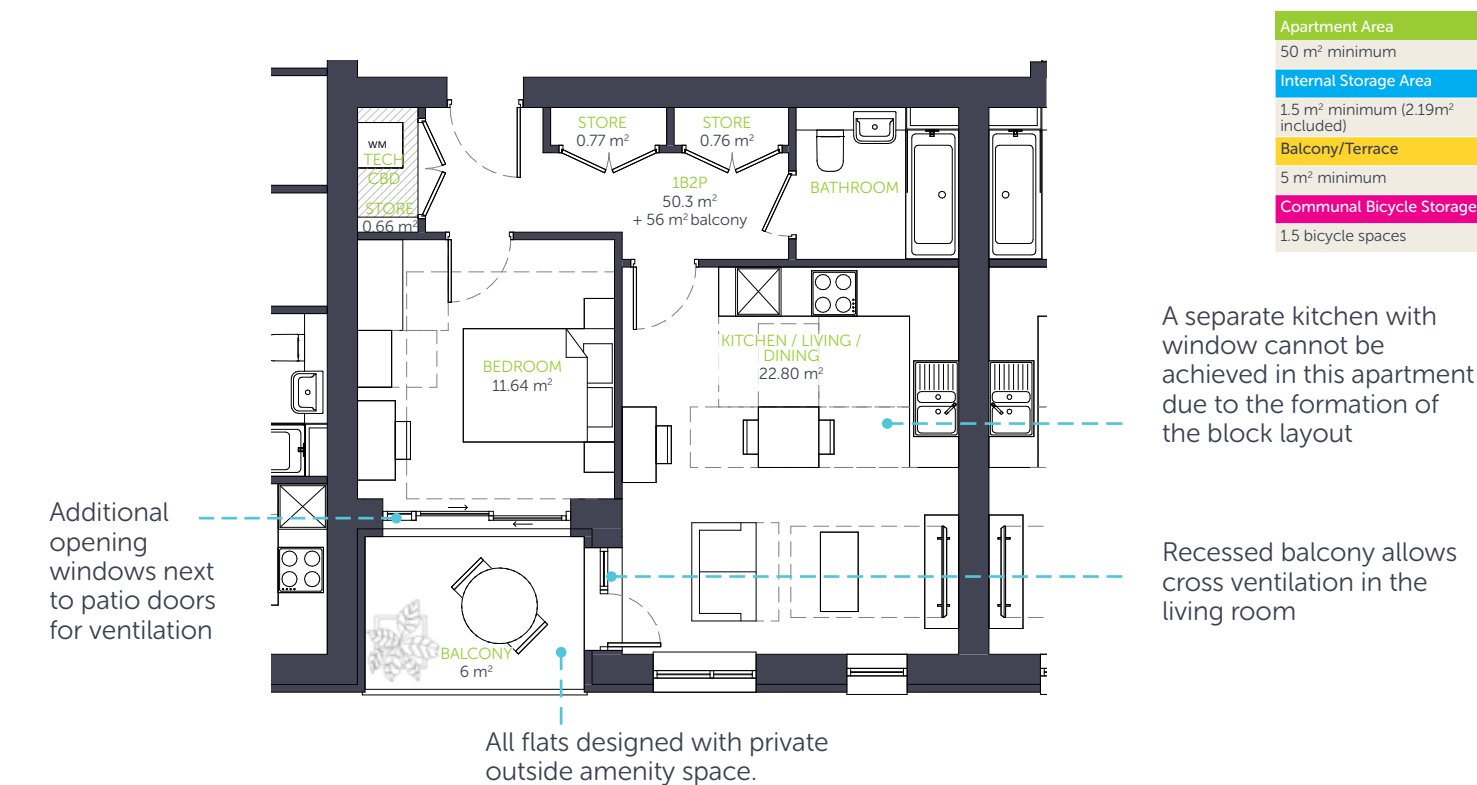 Apartment Area
50 m² minimum
Internal Storage Area
1.5 m² minimum (2.19m²
included)
Balcony/Terrace
5 m² minimum
Communal Bicycle Storage
1.5 bicycle spaces
WM
TECH
CBD
STORE
0.66 m²
STORE
0.77 m²
STORE
0.76 m²
1B2P
50.3 m²
+ 56 m² balcony
BATHROOM
BEDROOM
11.64 m²
KITCHEN / LIVING /
DINING
22.80 m²
BALCONY
6 m²
A separate kitchen with
window cannot be
achieved in this apartment
due to the formation of
the block layout
Additional
opening
windows next
to patio doors
for ventilation
Recessed balcony allows
cross ventilation in the
living room
All flats designed with private
outside amenity space.